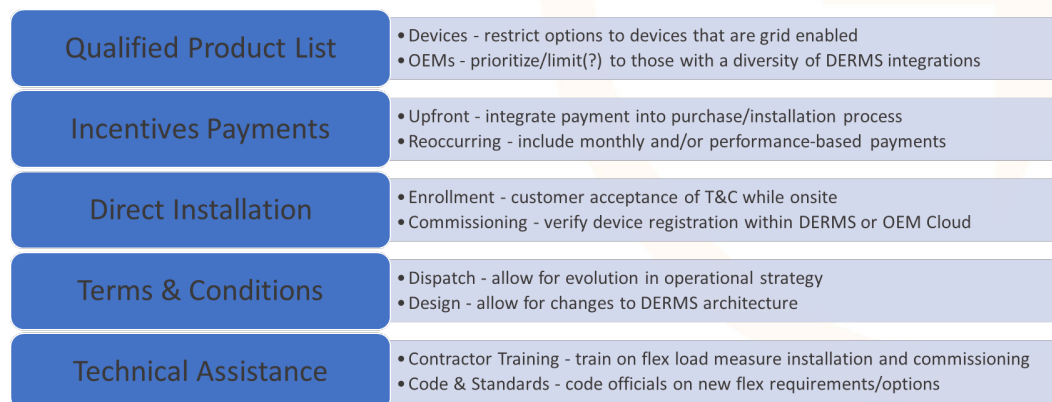 Qualified Product List
• Devices - restrict options to devices that are grid enabled
• OEMs - prioritize/limit(?) to those with a diversity of DERMS integrations
Incentives Payments
• Upfront - integrate payment into purchase/installation process
• Reoccurring - include monthly and/or performance-based payments
Direct Installation
• Enrollment - customer acceptance of T&C while onsite
• Commissioning - verify device registration within DERMS or OEM Cloud
Terms & Conditions
• Dispatch - allow for evolution in operational strategy
• Design - allow for changes to DERMS architecture
Technical Assistance
• Contractor Training - train on flex load measure installation and commissioning
• Code & Standards - code officials on new flex requirements/options